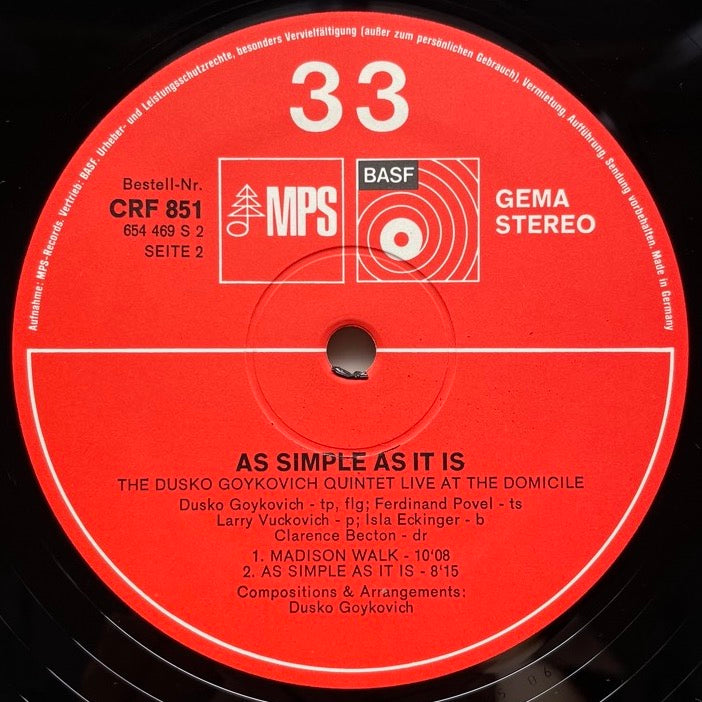 Aufnahme: MPS-Records. Vertrieb: BASF. Urheber- und Leistungsschutzrechte, besonders Vervielfältigung (außer zum persönlichen Gebrauch), Vermietung, Aufführung, Sendung vorbehalten. Made in Germany
33
Bestell-Nr.
CRF 851
654 469 S 2
SEITE 2
MPS
BASF
GEMA
STEREO
AS SIMPLE AS IT IS
THE DUSKO GOYKOVICH QUINTET LIVE AT THE DOMICILE
Dusko Goykovich - tp, flg; Ferdinand Povel - ts
Larry Vuckovich - p; Isla Eckinger - b
Clarence Becton - dr
1. MADISON WALK - 10'08
2. AS SIMPLE AS IT IS - 8'15
Compositions & Arrangements:
Dusko Goykovich